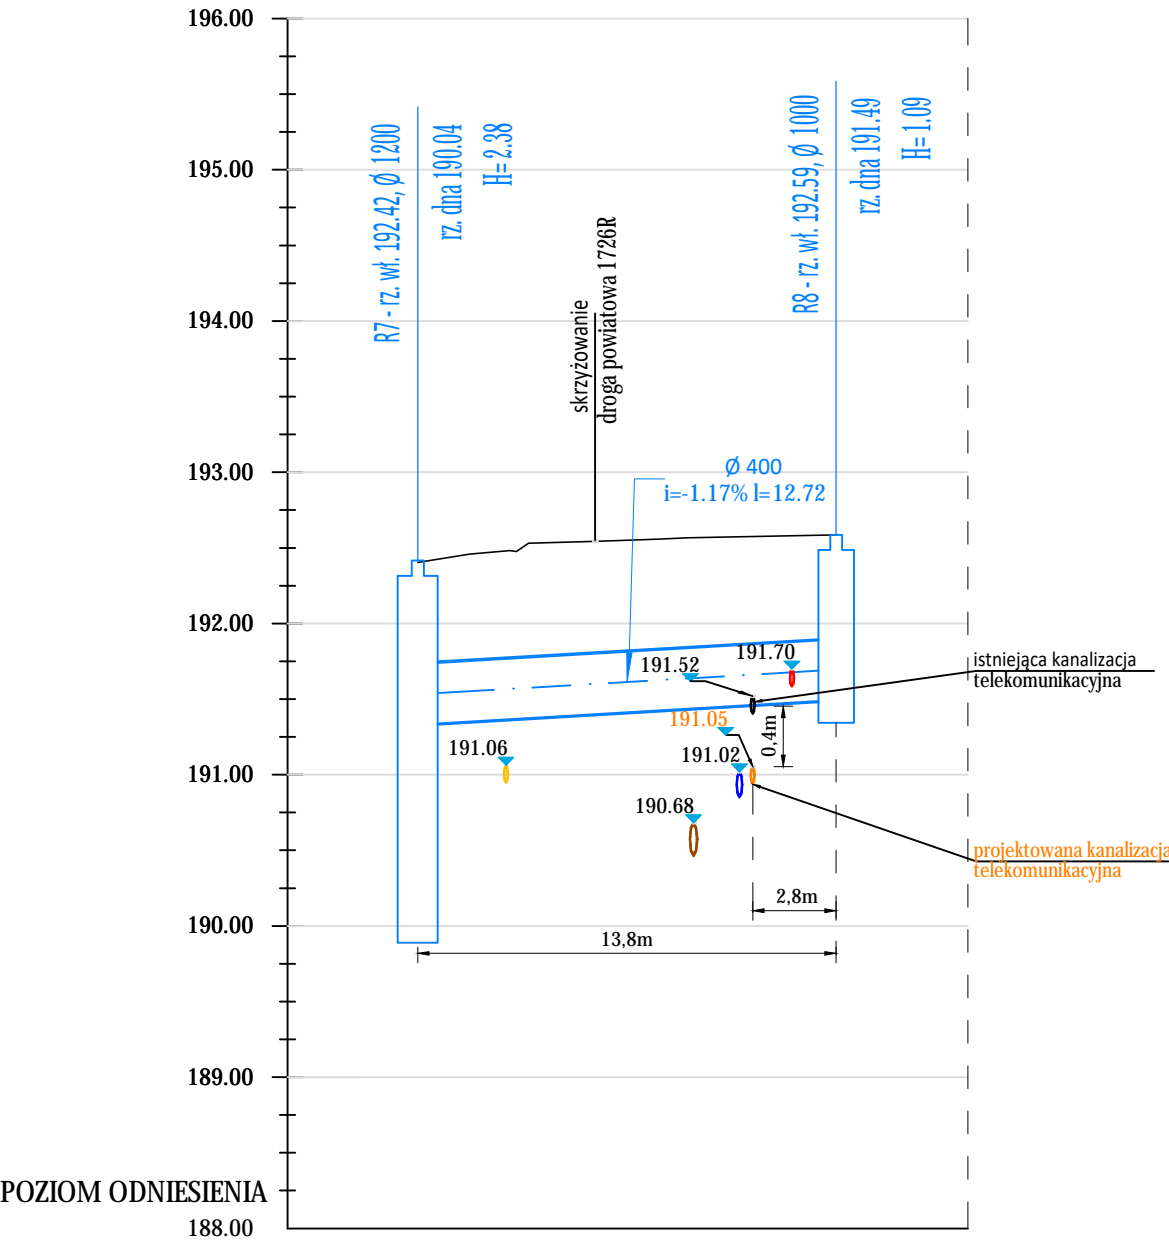 196.00
195.00
194.00
193.00
192.00
191.00
190.00
189.00
POZIOM ODNIESIENIA
188.00
R7 - rz. wł. 192.42, Ø 1200
rz. dna 190.04
H=2.38
skrzyżowanie
droga powiatowa 1726R
R8 - rz. wł. 192.59, Ø 1000
rz. dna 191.49
H=1.09
Ø 400
i=-1.17% l=12.72
191.52
191.70
191.05
191.06
191.02
190.68
0,4m
2,8m
13,8m
istniejąca kanalizacja
telekomunikacyjna
projektowana kanalizacja
telekomunikacyjna